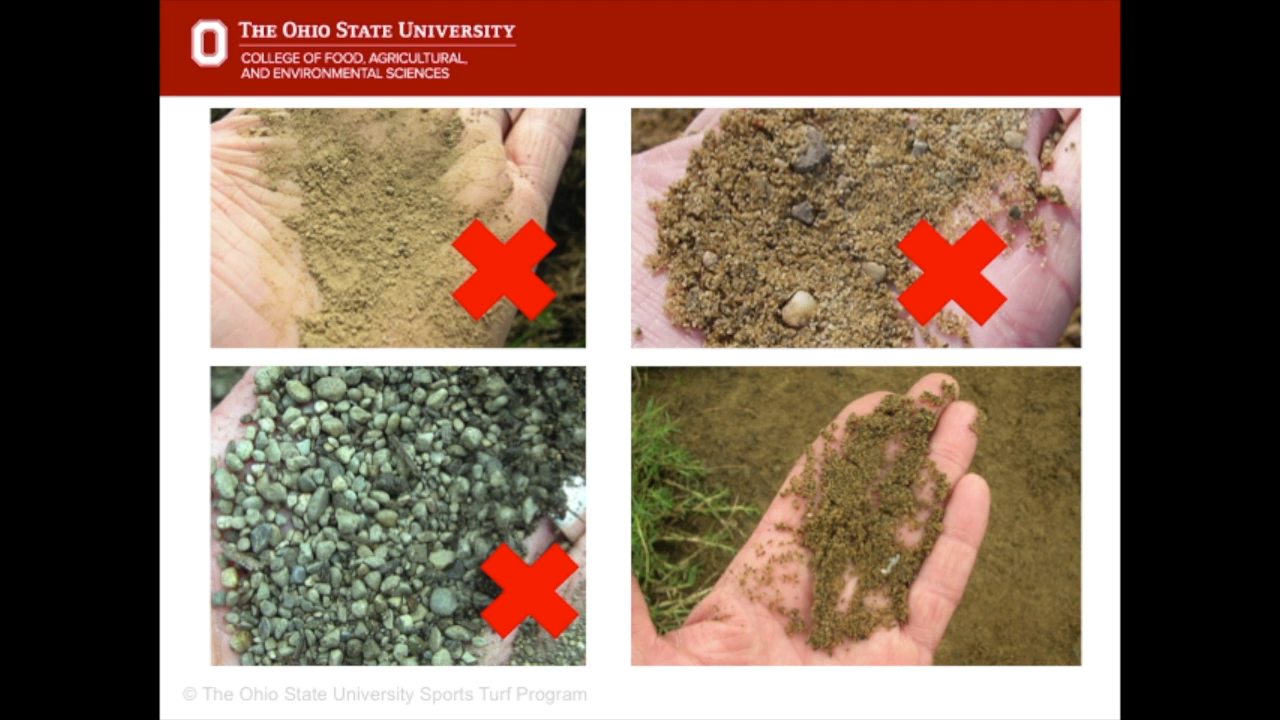 THE OHIO STATE UNIVERSITY
COLLEGE OF FOOD, AGRICULTURAL,
AND ENVIRONMENTAL SCIENCES
© The Ohio State University Sports Turf Program